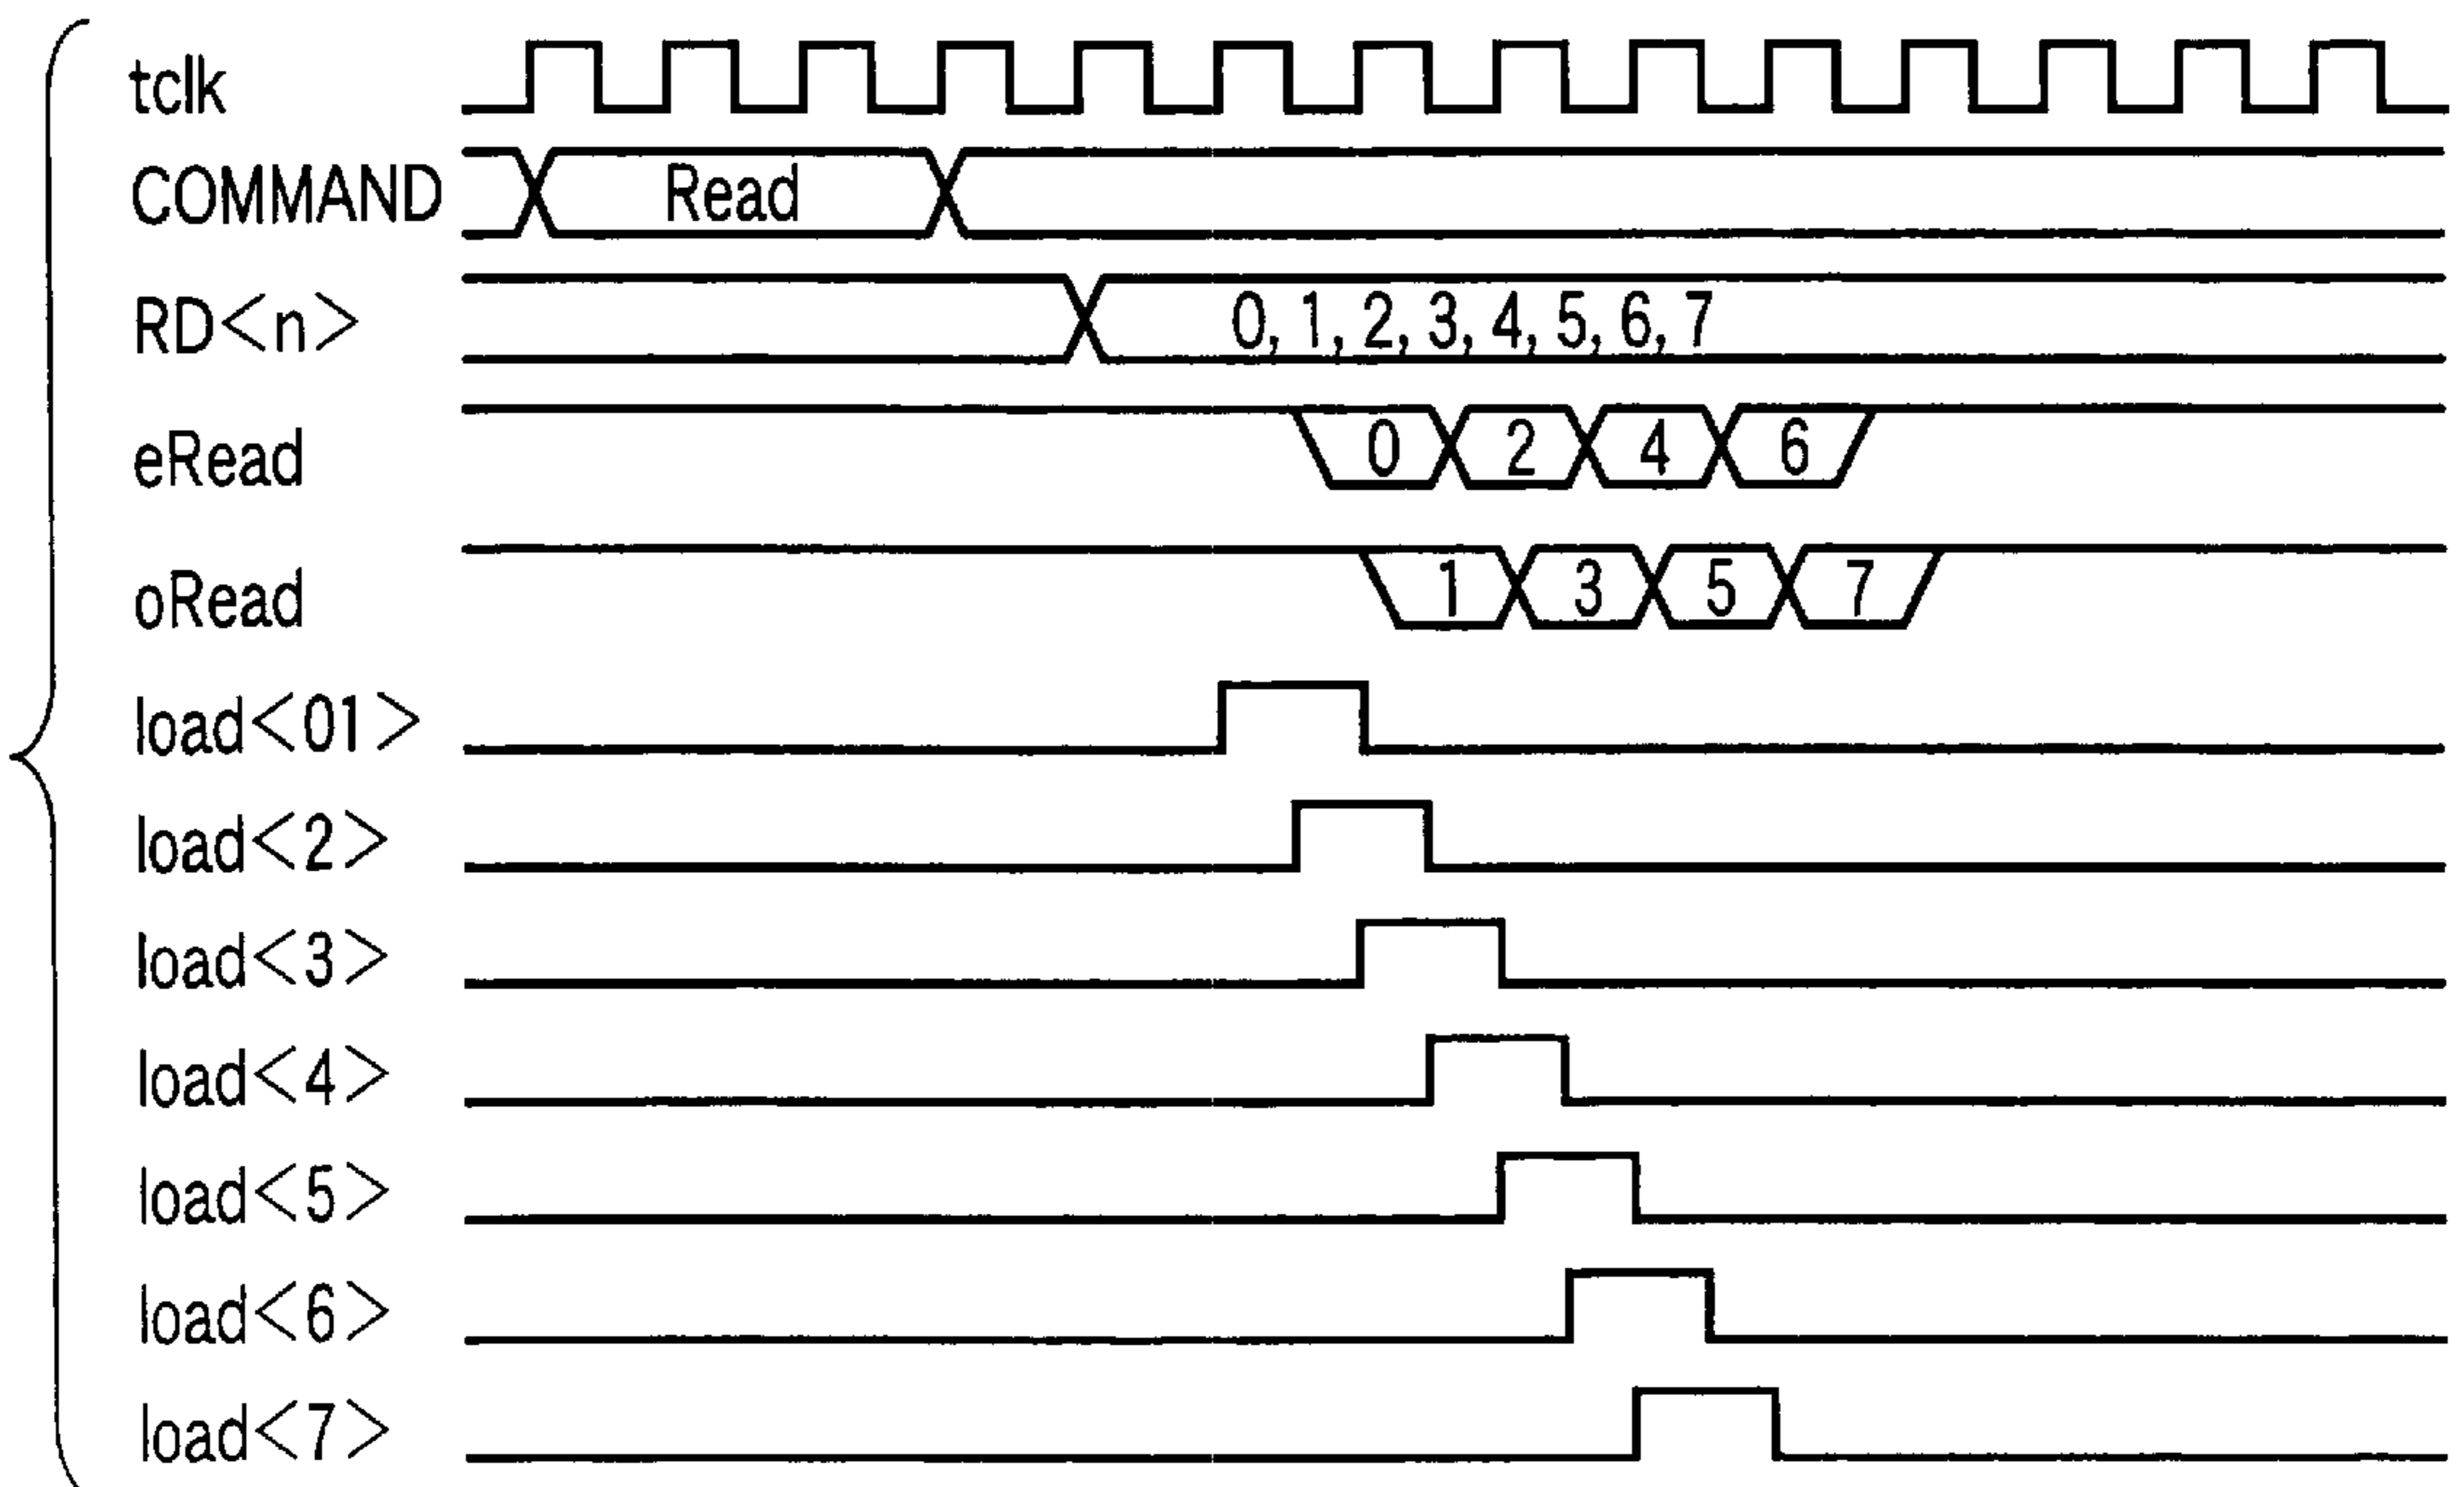 tclk
COMMAND Read
RD<n> 0, 1, 2, 3, 4, 5, 6, 7
eRead 0 2 4 6
oRead 1 3 5 7
load<01>
load<2>
load<3>
load<4>
load<5>
load<6>
load<7>